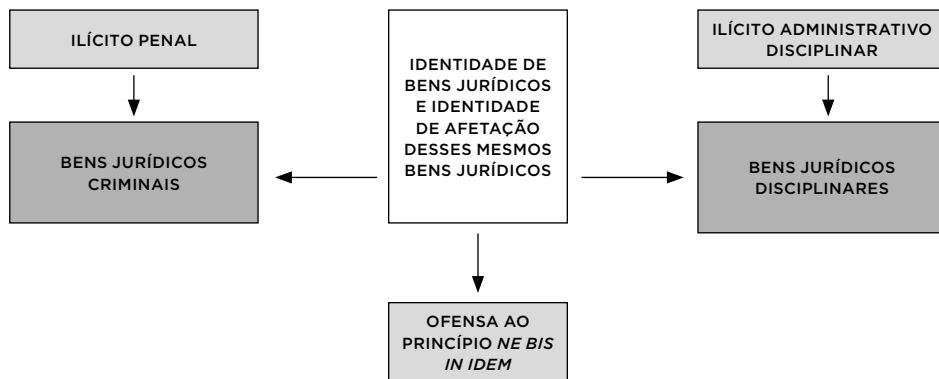 ILÍCITO PENAL
BENS JURÍDICOS
CRIMINAIS
IDENTIDADE DE
BENS JURÍDICOS
E IDENTIDADE
DE AFETAÇÃO
DESSES MESMOS
BENS JURÍDICOS
ILÍCITO ADMINISTRATIVO
DISCIPLINAR
BENS JURÍDICOS
DISCIPLINARES
OFENSA AO
PRINCÍPIO NE BIS
IN IDEM